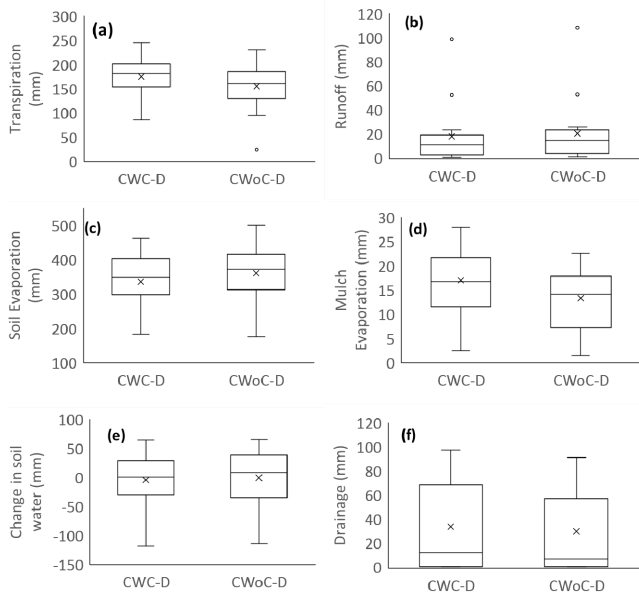 (a)
Transpiration
(mm)
300
250
200
150
100
50
0
CWC-D CWoC-D
(b)
Runoff (mm)
120
100
80
60
40
20
0
CWC-D CWoC-D
(c)
Soil Evaporation
(mm)
500
400
300
200
100
CWC-D CWoC-D
(d)
Mulch
Evaporation (mm)
30
25
20
15
10
5
0
CWC-D CWoC-D
(e)
Change in soil
water (mm)
100
50
0
-50
-100
-150
CWC-D CWoC-D
(f)
Drainage (mm)
120
100
80
60
40
20
0
CWC-D CWoC-D